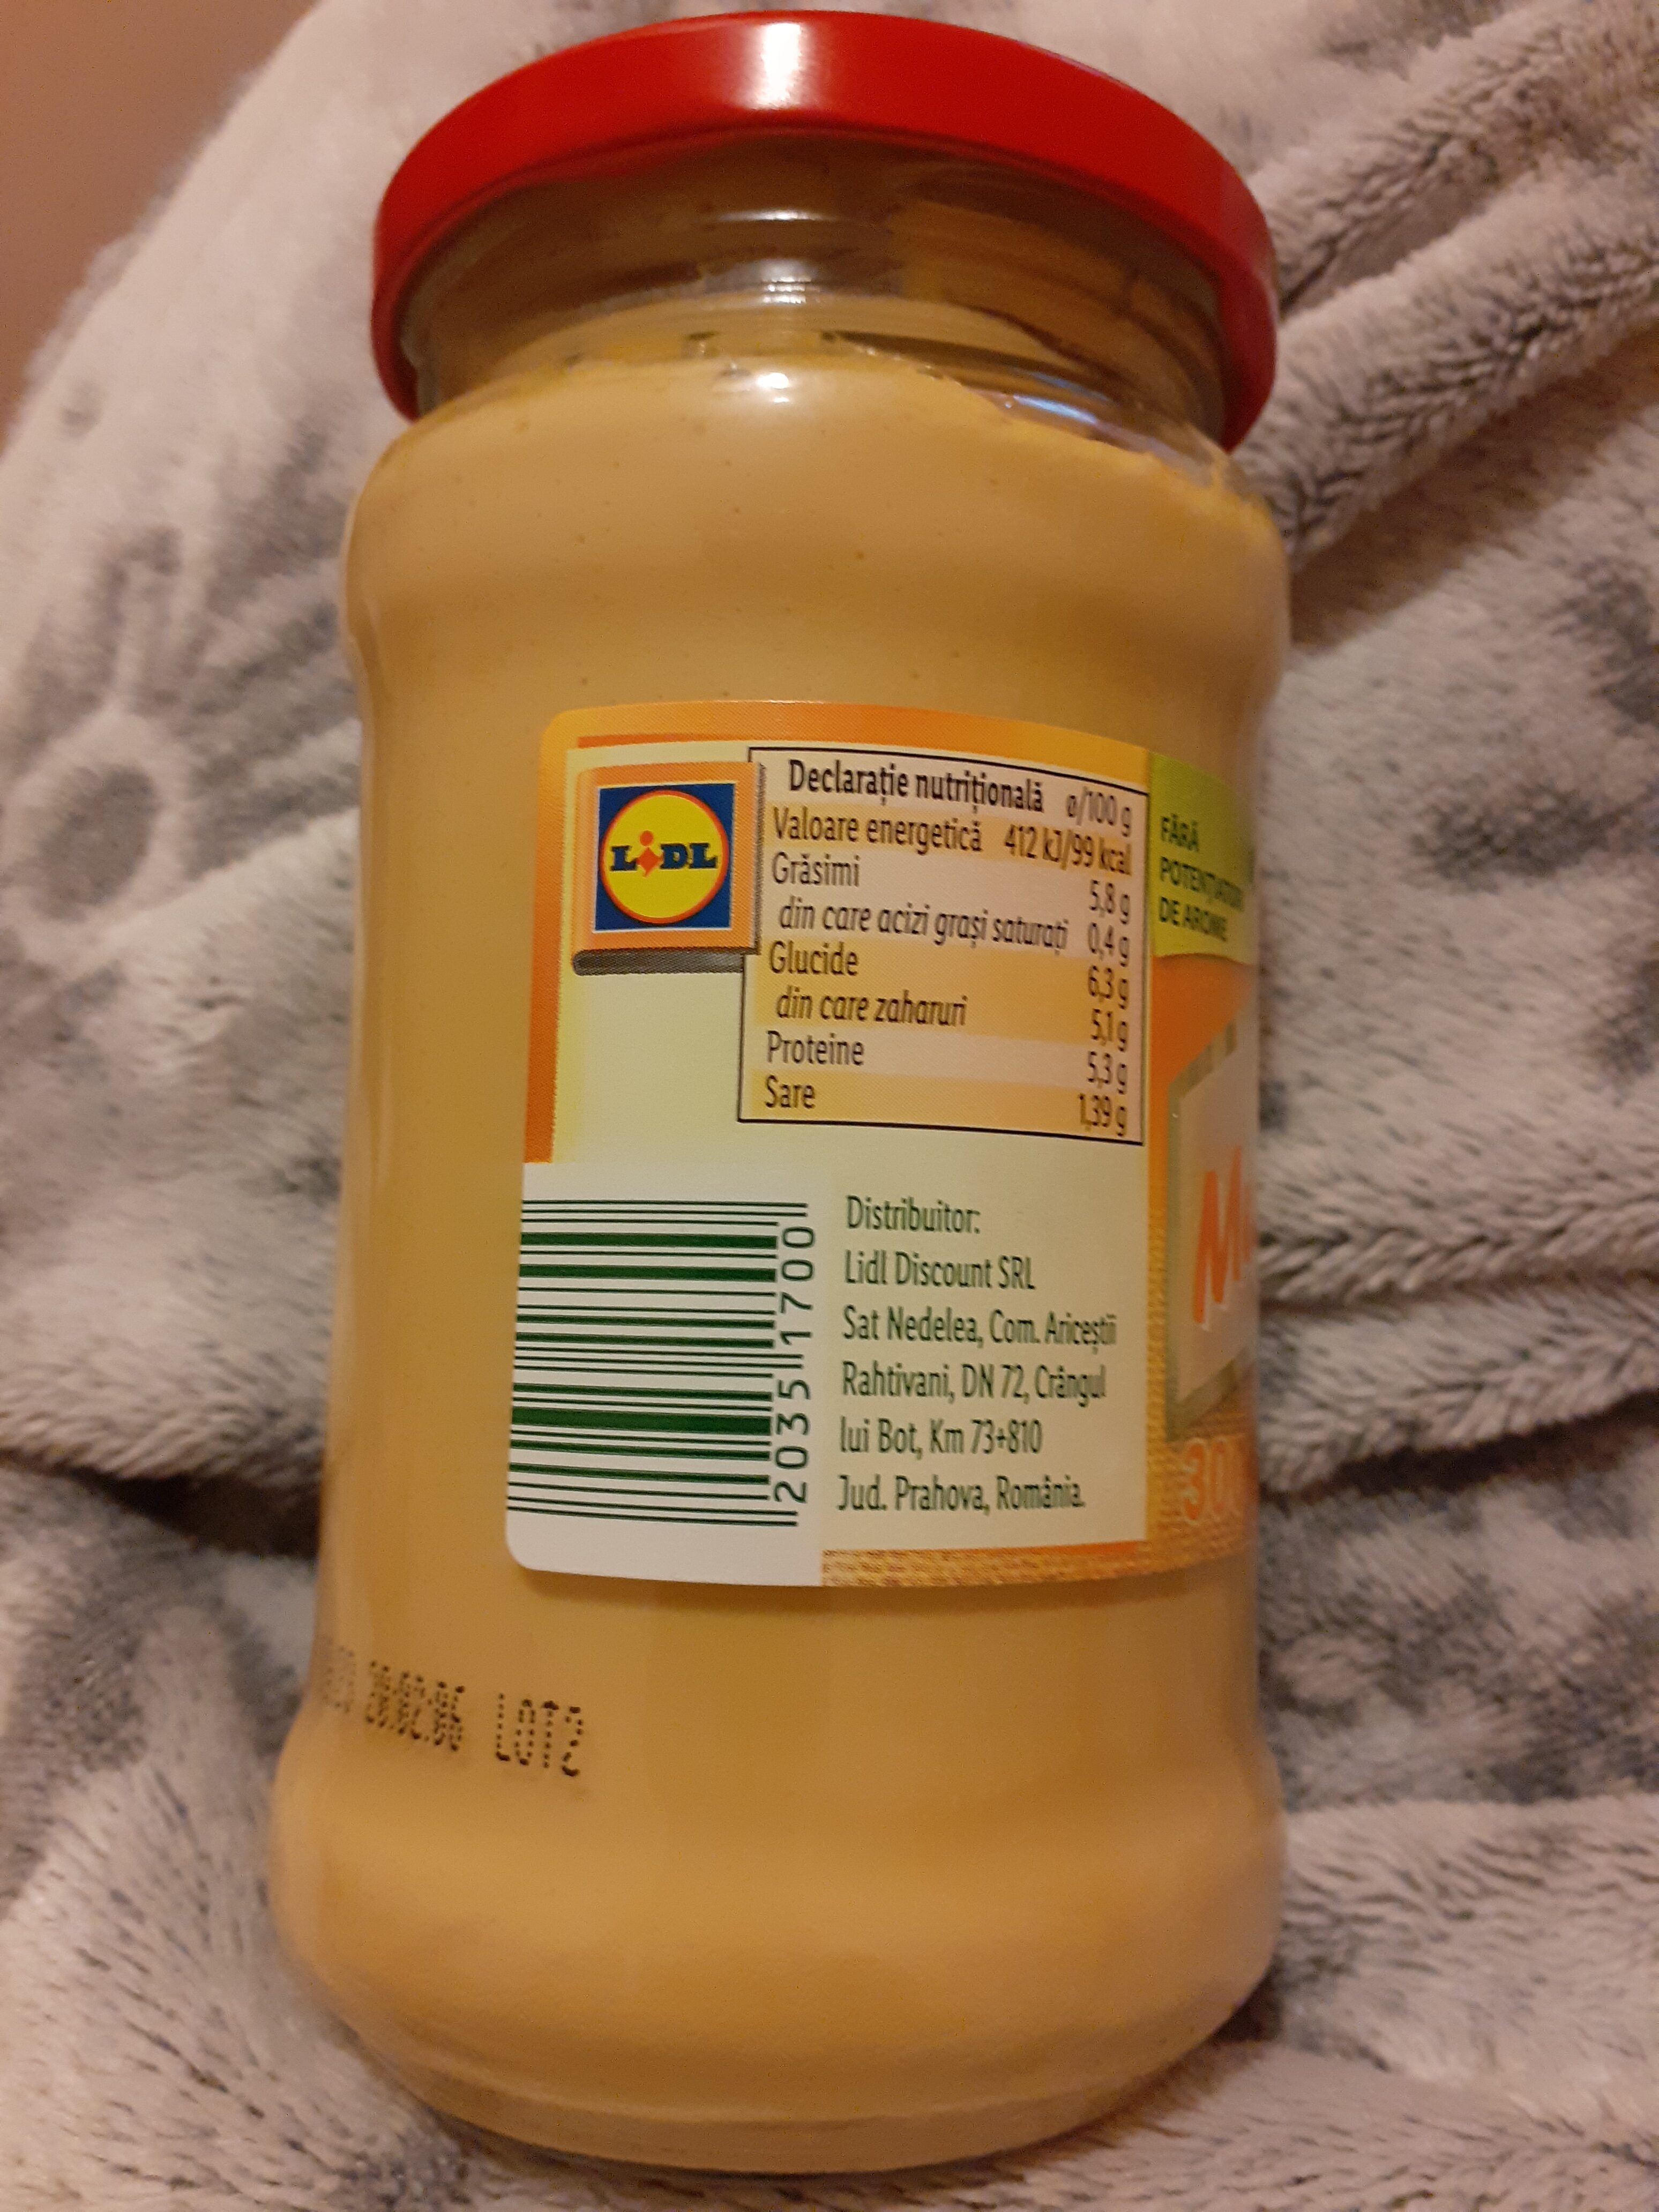 LIDL
Declarație nutrițională ø/100 g
Valoare energetică 412 kJ/99 kcal
Grăsimi 5,8 g
din care acizi grași saturați 0,4 g
Glucide 6,3 g
din care zaharuri 5,1 g
Proteine 5,3 g
Sare 1,39 g
FĂRĂ
POTENȚIATORI
DE AROME
20351700
Distribuitor:
Lidl Discount SRL
Sat Nedelea, Com. Ariceștii
Rahtivani, DN 72, Crângul
lui Bot, Km 73+810
Jud. Prahova, România.
300